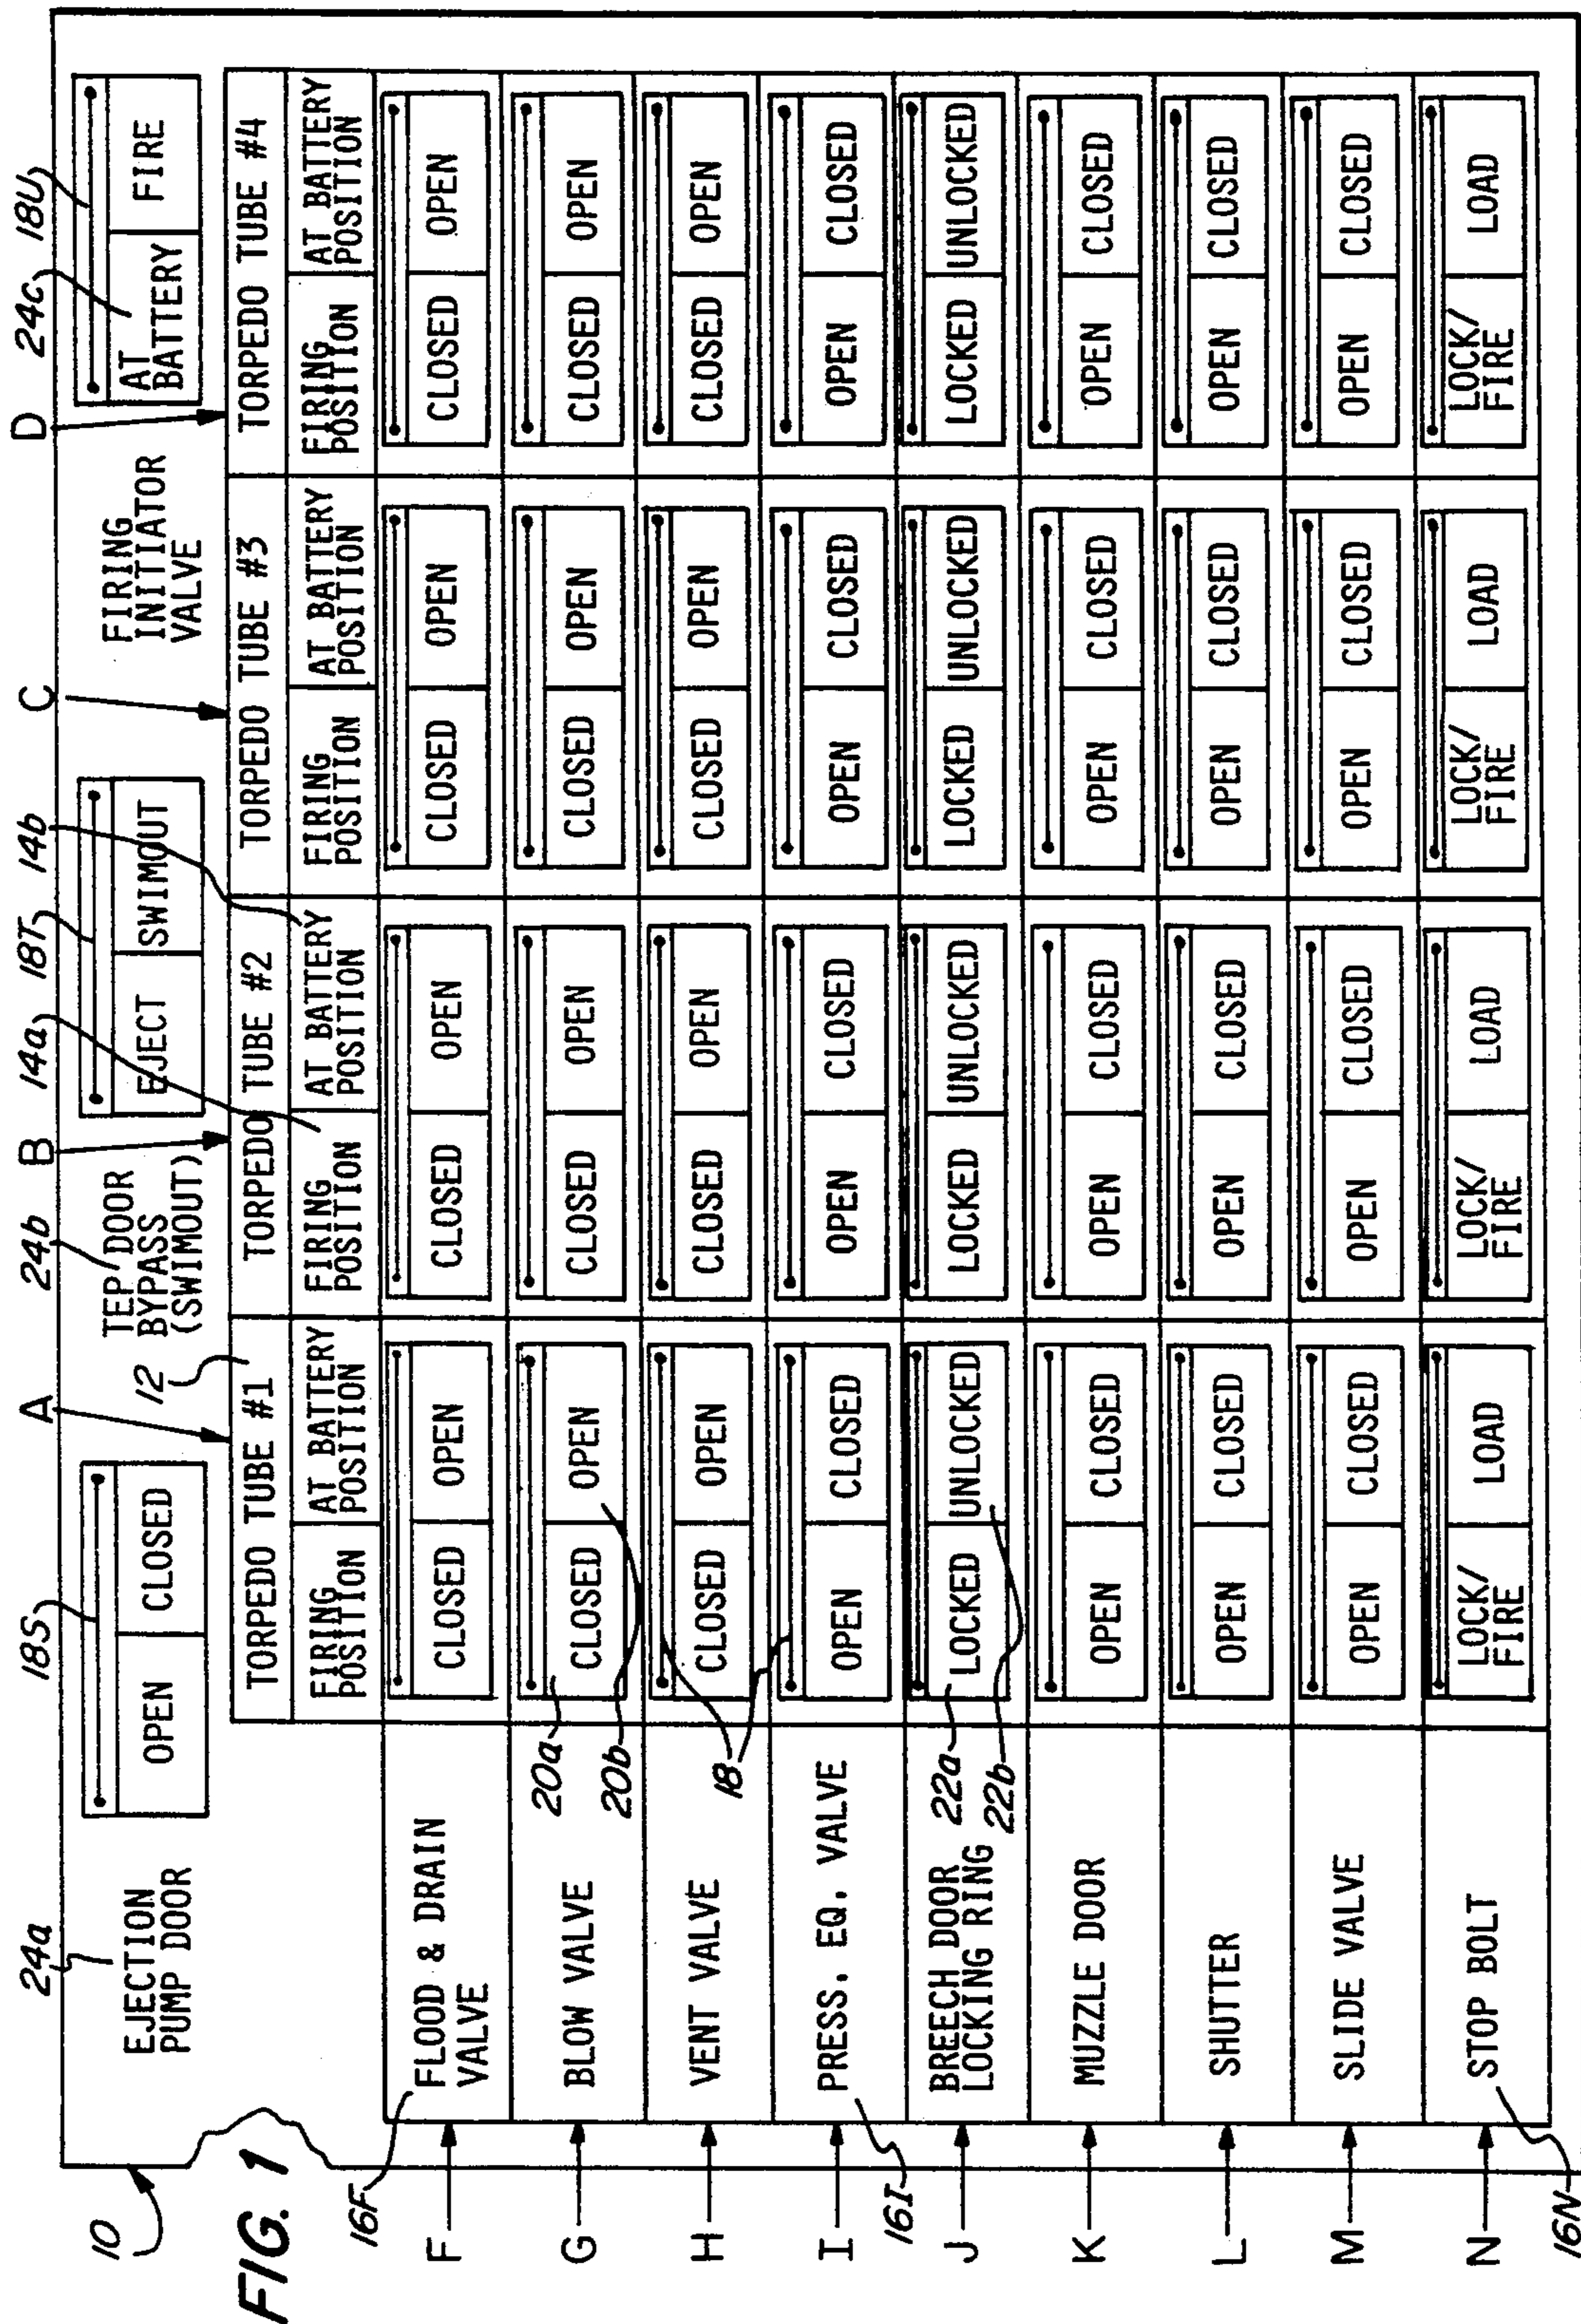 24a
18S
A
24b
B
14a
18T
14b
C
D
24c
18U
10
EJECTION
PUMP DOOR
OPEN
CLOSED
12
TEP DOOR
BYPASS
(SWIMOUT)
EJECT
SWIMOUT
FIRING
INITIATOR
VALVE
AT
BATTERY
FIRE
FIG. 1
TORPEDO TUBE #1
TORPEDO TUBE #2
TORPEDO TUBE #3
TORPEDO TUBE #4
FIRING
POSITION
AT BATTERY
POSITION
FIRING
POSITION
AT BATTERY
POSITION
FIRING
POSITION
AT BATTERY
POSITION
FIRING
POSITION
AT BATTERY
POSITION
16F
F
FLOOD & DRAIN
VALVE
CLOSED
OPEN
CLOSED
OPEN
CLOSED
OPEN
CLOSED
OPEN
G
BLOW VALVE
20a
20b
CLOSED
OPEN
CLOSED
OPEN
CLOSED
OPEN
CLOSED
OPEN
H
VENT VALVE
18
CLOSED
OPEN
CLOSED
OPEN
CLOSED
OPEN
CLOSED
OPEN
I
PRESS. EQ. VALVE
OPEN
CLOSED
OPEN
CLOSED
OPEN
CLOSED
OPEN
CLOSED
16I
J
BREECH DOOR
LOCKING RING
22a
22b
LOCKED
UNLOCKED
LOCKED
UNLOCKED
LOCKED
UNLOCKED
LOCKED
UNLOCKED
K
MUZZLE DOOR
OPEN
CLOSED
OPEN
CLOSED
OPEN
CLOSED
OPEN
CLOSED
L
SHUTTER
OPEN
CLOSED
OPEN
CLOSED
OPEN
CLOSED
OPEN
CLOSED
M
SLIDE VALVE
OPEN
CLOSED
OPEN
CLOSED
OPEN
CLOSED
OPEN
CLOSED
N
STOP BOLT
LOCK/
FIRE
LOAD
LOCK/
FIRE
LOAD
LOCK/
FIRE
LOAD
LOCK/
FIRE
LOAD
16N